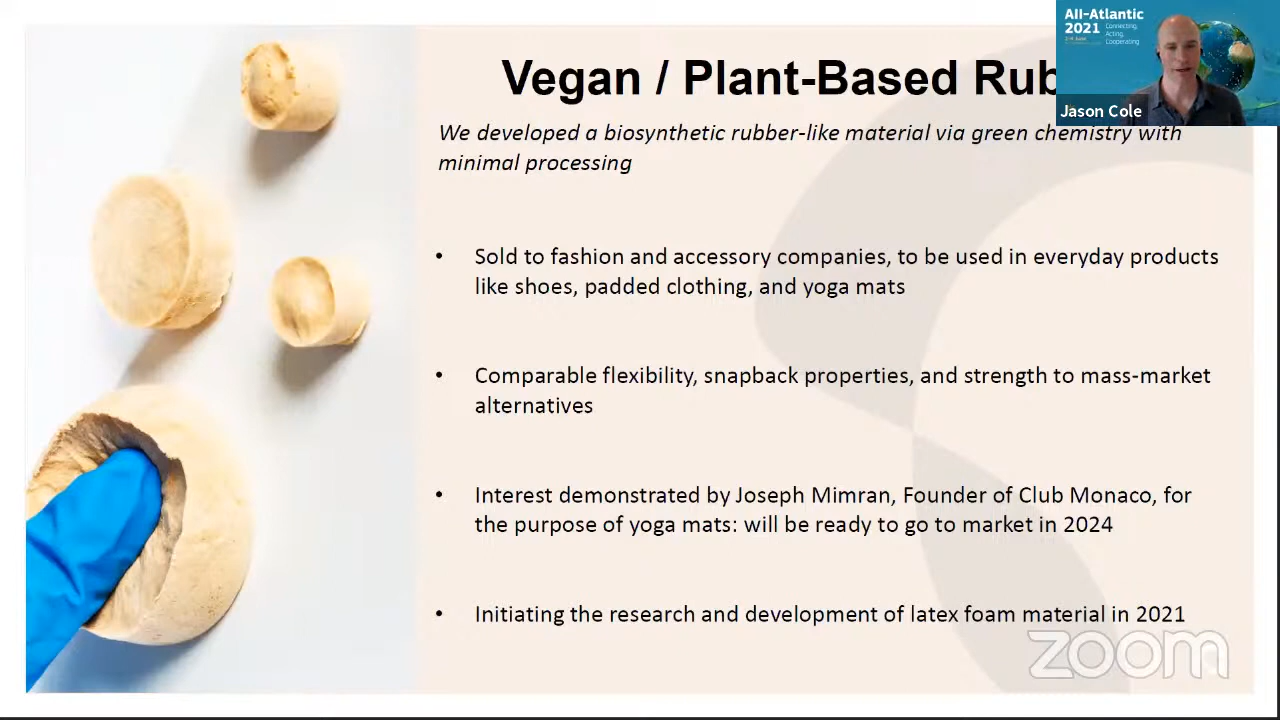 All-Atlantic
2021
Connecting,
Acting,
Cooperating
Jason Cole
Vegan / Plant-Based Rub
We developed a biosynthetic rubber-like material via green chemistry with
minimal processing
• Sold to fashion and accessory companies, to be used in everyday products
like shoes, padded clothing, and yoga mats
• Comparable flexibility, snapback properties, and strength to mass-market
alternatives
• Interest demonstrated by Joseph Mimran, Founder of Club Monaco, for
the purpose of yoga mats: will be ready to go to market in 2024
• Initiating the research and development of latex foam material in 2021
zoom